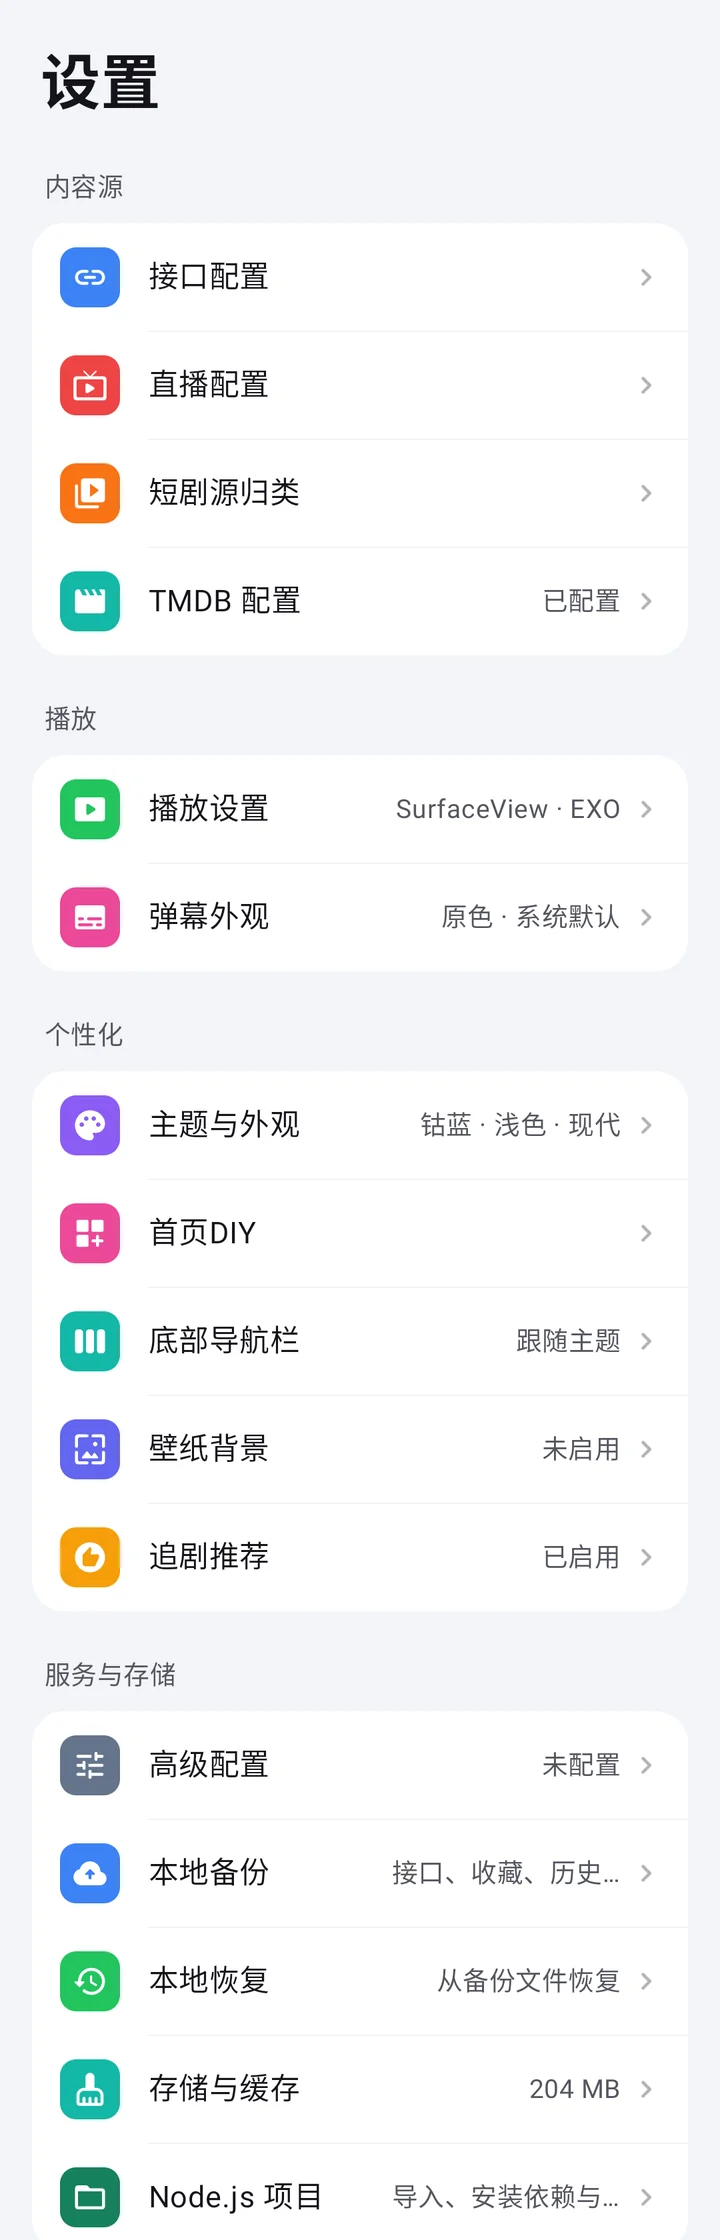 设置
内容源
接口配置
直播配置
短剧源归类
TMDB 配置 已配置
播放
播放设置 SurfaceView · EXO
弹幕外观 原色 · 系统默认
个性化
主题与外观 钴蓝 · 浅色 · 现代
首页DIY
底部导航栏 跟随主题
壁纸背景 未启用
追剧推荐 已启用
服务与存储
高级配置 未配置
本地备份 接口、收藏、历史...
本地恢复 从备份文件恢复
存储与缓存 204 MB
Node.js 项目 导入、安装依赖与...